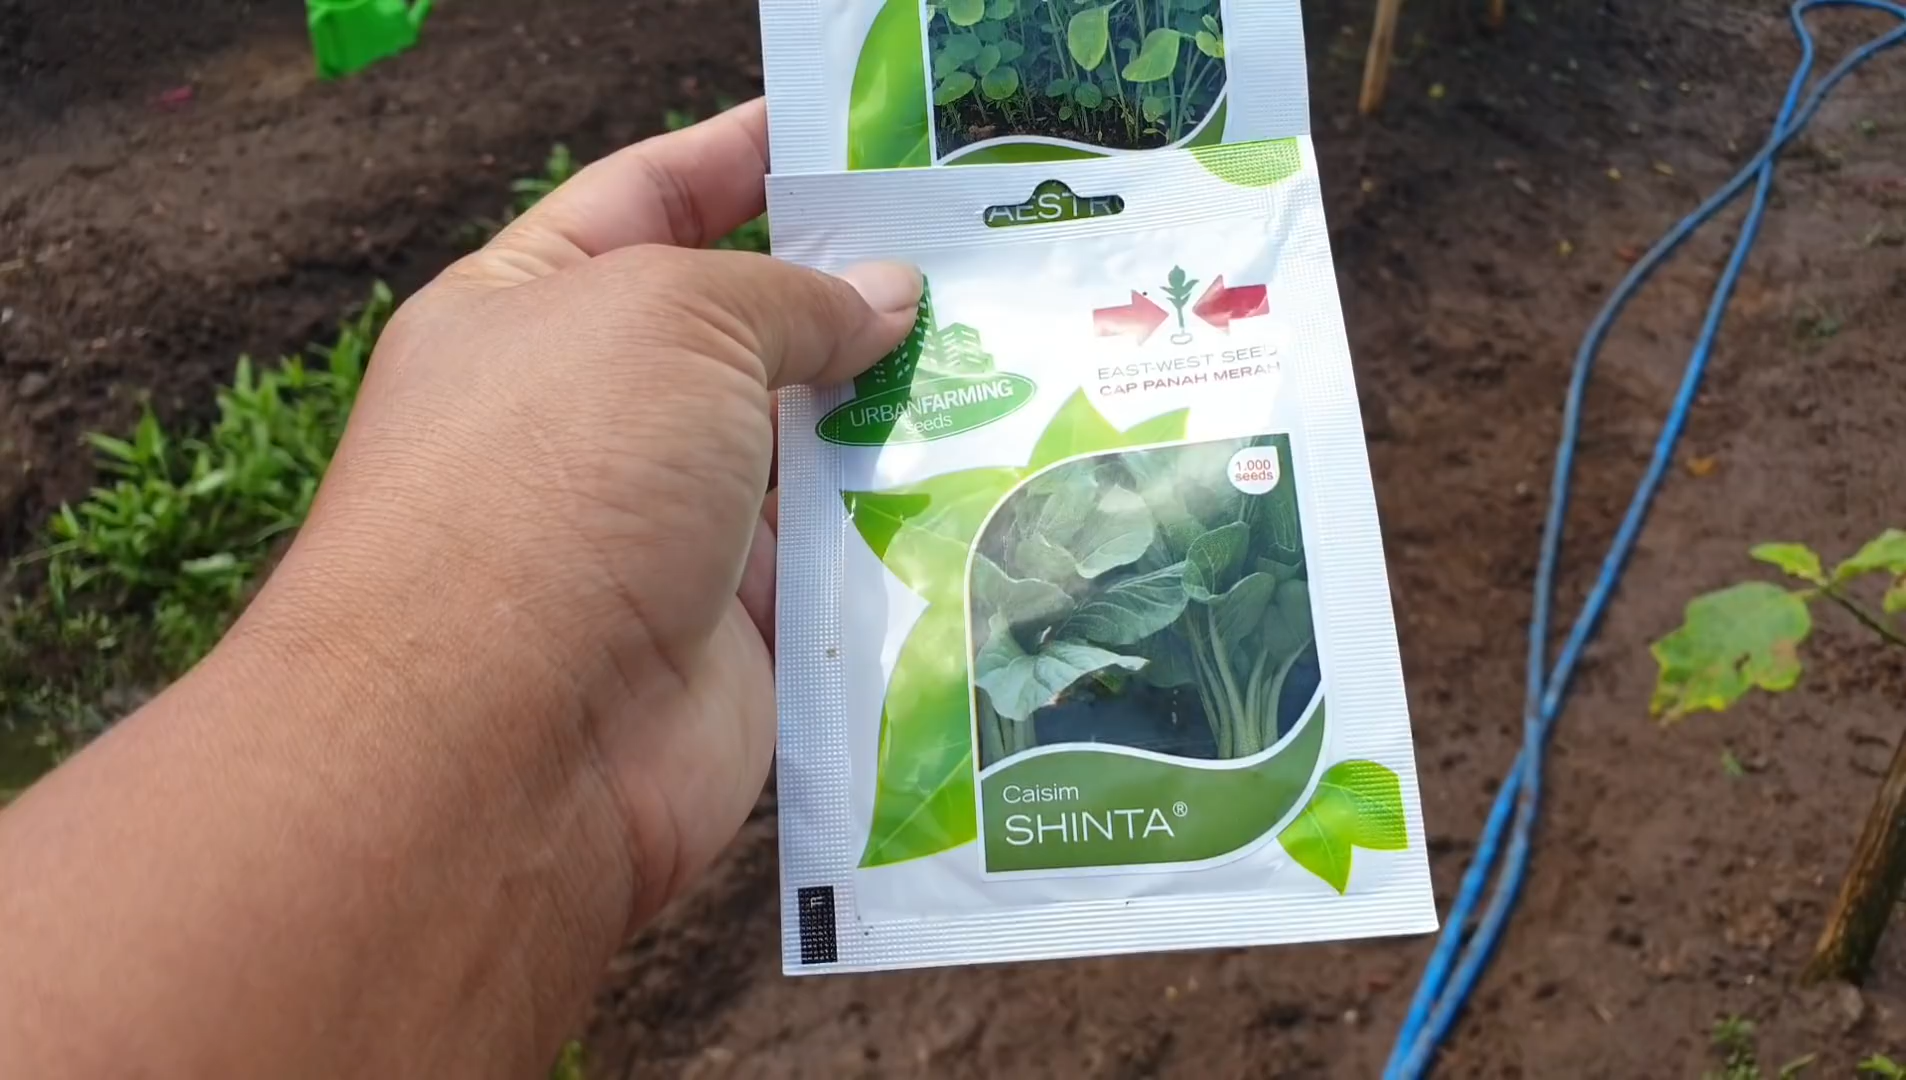 AESTR
URBANFARMING
seeds
EAST-WEST SEED
CAP PANAH MERAH
1.000
seeds
Caisim
SHINTA®
R